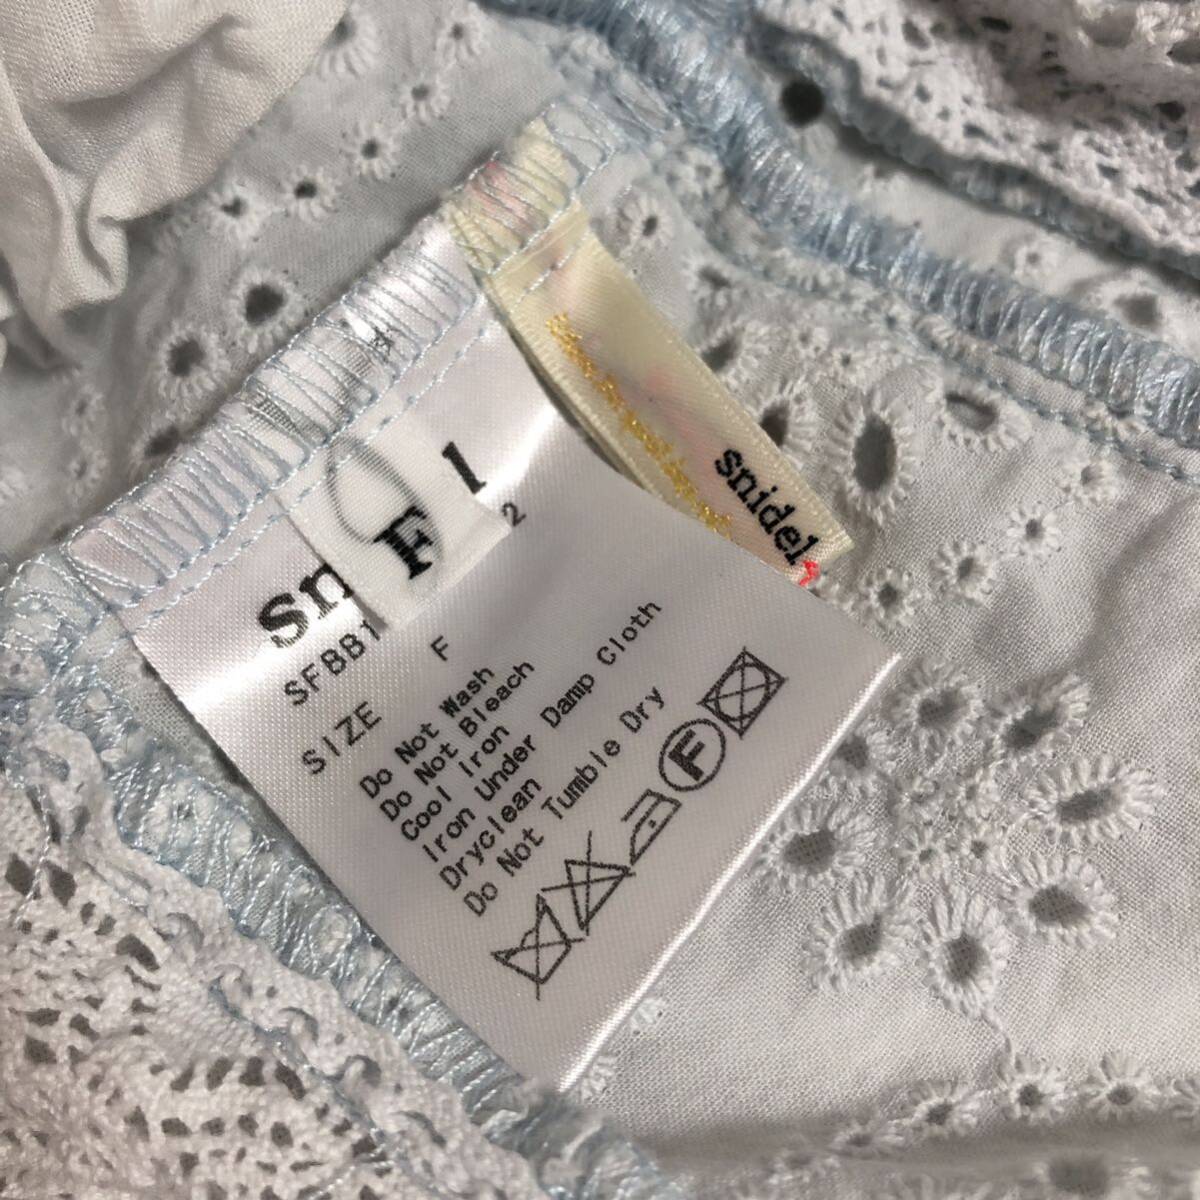 snidel
F
sn l
SFBB1 2
SIZE F
Do Not Wash
Do Not Bleach
Cool Iron
Iron Under Damp Cloth
Dryclean
Do Not Tumble Dry
F